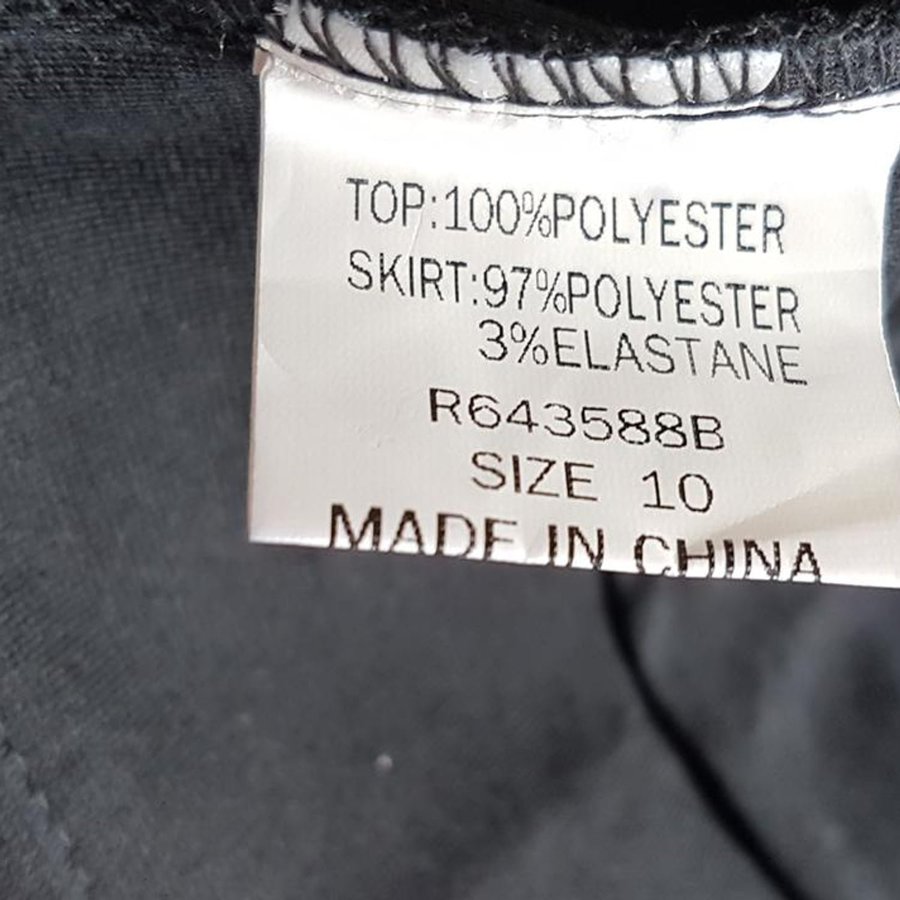 TOP:100%POLYESTER
SKIRT:97%POLYESTER
3%ELASTANE
R643588B
SIZE 10
MADE IN CHINA